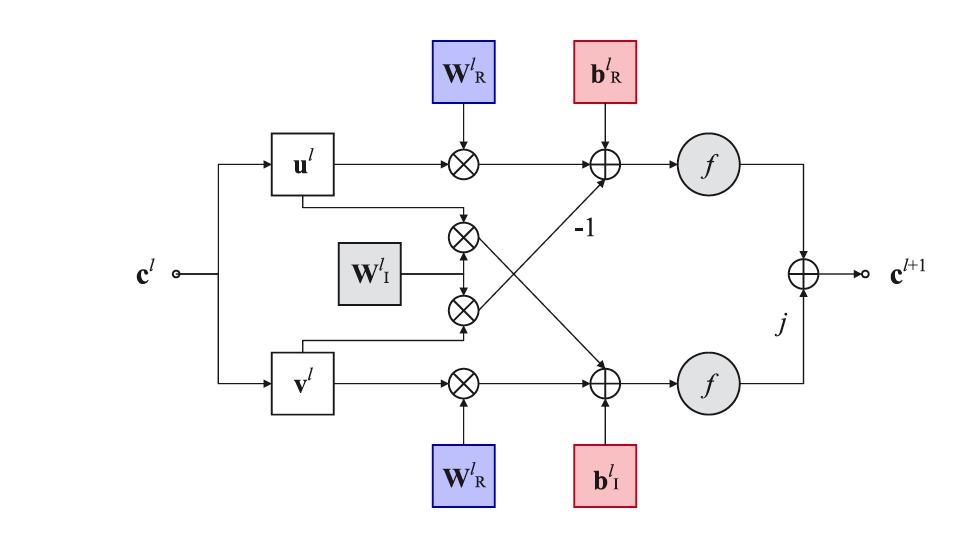 W^l_R
b^l_R
u^l
f
-1
c^l
W^l_I
c^{l+1}
j
v^l
f
W^l_R
b^l_I